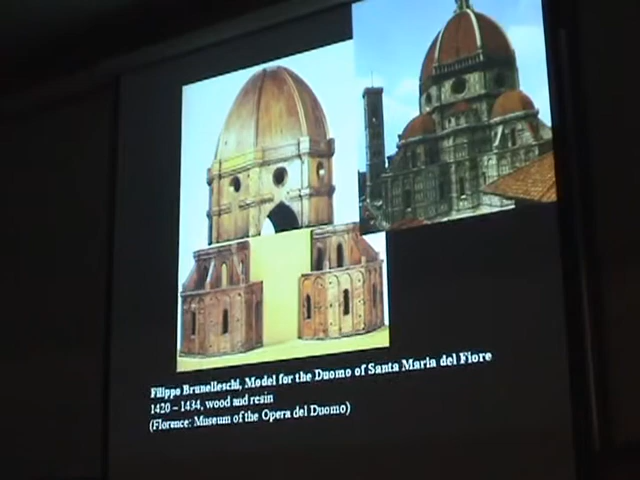 Filippo Brunelleschi, Model for the Duomo of Santa Maria del Fiore
1420 – 1434, wood and resin
(Florence: Museum of the Opera del Duomo)